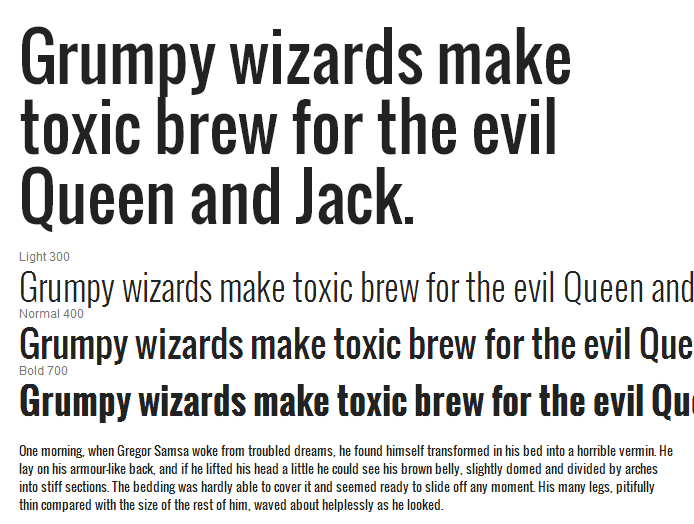 Grumpy wizards make
toxic brew for the evil
Queen and Jack.
Light 300
Grumpy wizards make toxic brew for the evil Queen and
Normal 400
Grumpy wizards make toxic brew for the evil Que
Bold 700
Grumpy wizards make toxic brew for the evil Qu
One morning, when Gregor Samsa woke from troubled dreams, he found himself transformed in his bed into a horrible vermin. He
lay on his armour-like back, and if he lifted his head a little he could see his brown belly, slightly domed and divided by arches
into stiff sections. The bedding was hardly able to cover it and seemed ready to slide off any moment. His many legs, pitifully
thin compared with the size of the rest of him, waved about helplessly as he looked.